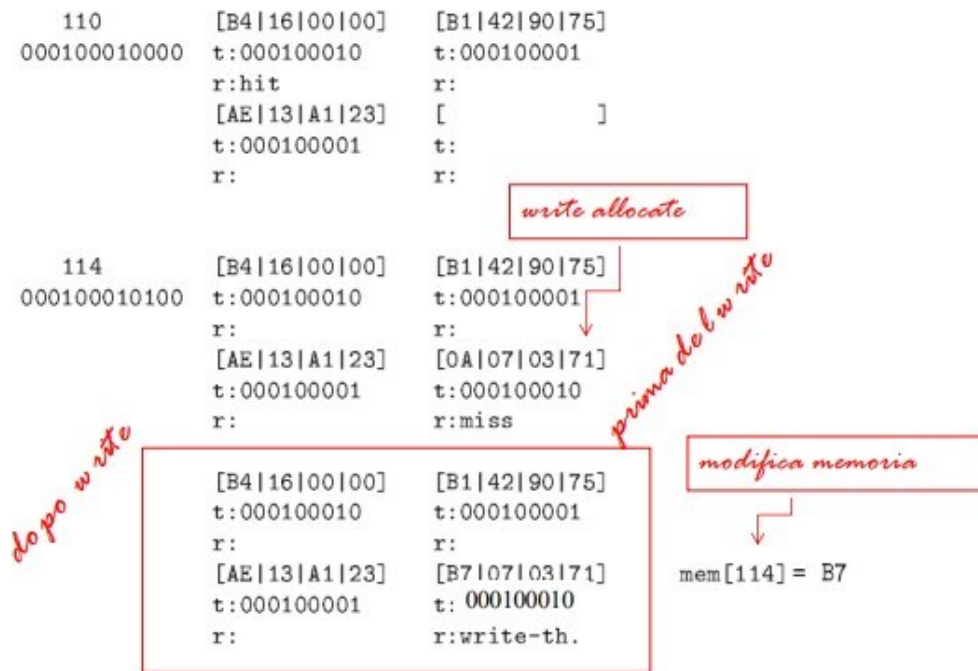 110 [B4|16|00|00] [B1|42|90|75]
000100010000 t:000100010 t:000100001
r:hit r:
[AE|13|A1|23] [ ]
t:000100001 t:
r: r:
write allocate
114 [B4|16|00|00] [B1|42|90|75]
000100010100 t:000100010 t:000100001
r: r:
[AE|13|A1|23] [0A|07|03|71]
t:000100001 t:000100010
r: r:miss
prima del write
dopo write
modifica memoria
[B4|16|00|00] [B1|42|90|75]
t:000100010 t:000100001
r: r:
[AE|13|A1|23] [B7|07|03|71] mem[114] = B7
t:000100001 t: 000100010
r: r:write-th.